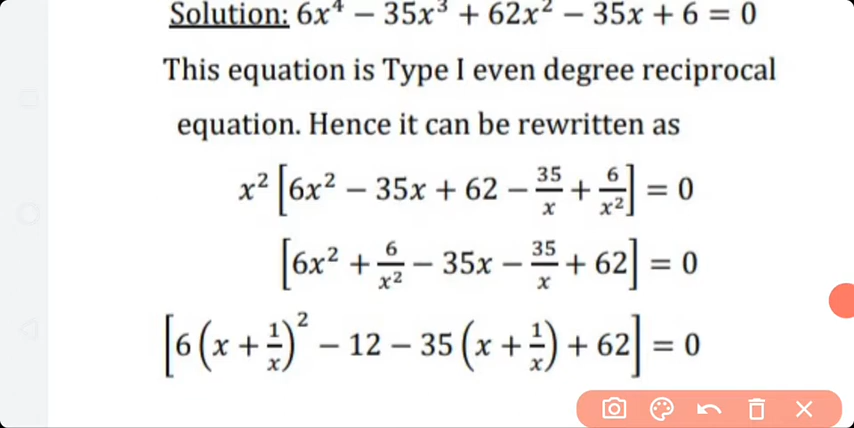 Solution: 6x⁴ − 35x³ + 62x² − 35x + 6 = 0
This equation is Type I even degree reciprocal
equation. Hence it can be rewritten as
x² [6x² − 35x + 62 − 35/x + 6/x²] = 0
[6x² + 6/x² − 35x − 35/x + 62] = 0
[6(x + 1/x)² − 12 − 35(x + 1/x) + 62] = 0